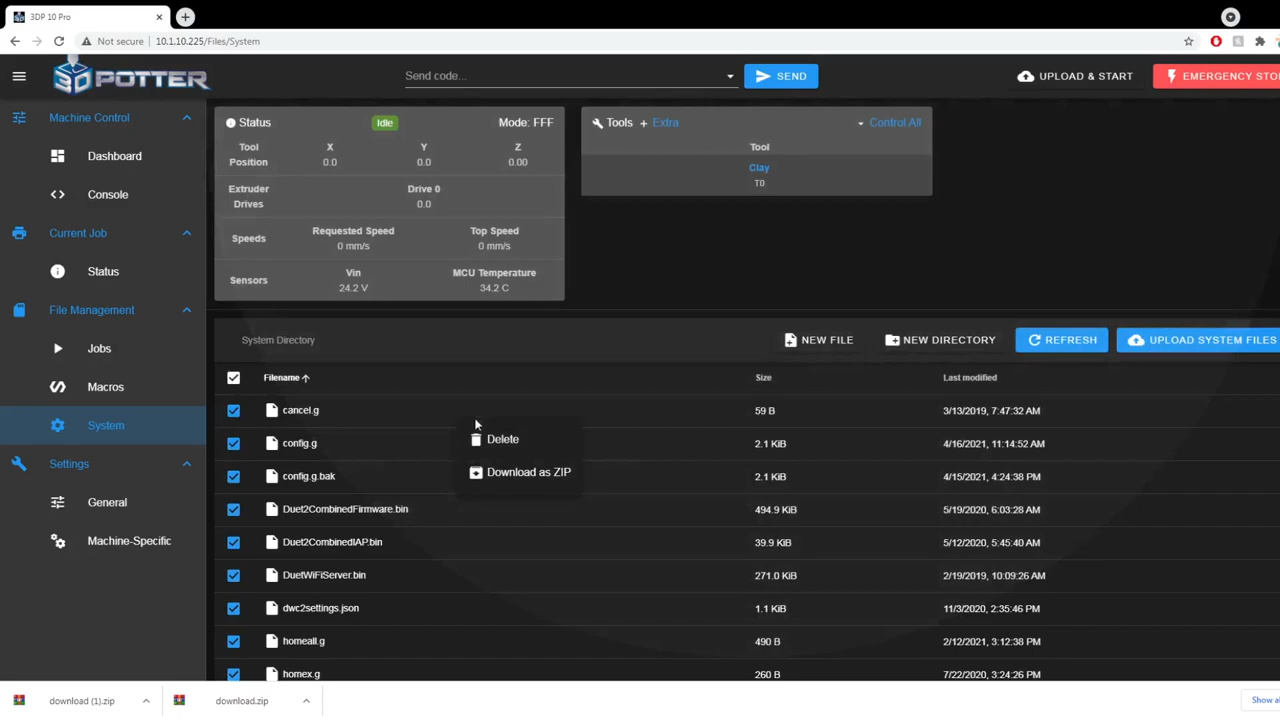 3DP 10 Pro
Not secure 10.1.10.225/Files/System
3D POTTER
Send code...
SEND
UPLOAD & START
EMERGENCY STO
Machine Control
Dashboard
Console
Current Job
Status
File Management
Jobs
Macros
System
Settings
General
Machine-Specific
Status Idle Mode: FFF
Tool Position X Y Z
0.0 0.0 0.00
Extruder Drives Drive 0
0.0
Speeds Requested Speed Top Speed
0 mm/s 0 mm/s
Sensors Vin MCU Temperature
24.2 V 34.2 C
Tools + Extra Control All
Tool
Clay
T0
System Directory NEW FILE NEW DIRECTORY REFRESH UPLOAD SYSTEM FILES
Filename Size Last modified
cancel.g 59 B 3/13/2019, 7:47:32 AM
config.g 2.1 KiB 4/16/2021, 11:14:52 AM
config.g.bak 2.1 KiB 4/15/2021, 4:24:38 PM
Duet2CombinedFirmware.bin 494.9 KiB 5/19/2020, 6:03:28 AM
Duet2CombinedIAP.bin 39.9 KiB 5/12/2020, 5:45:40 AM
DuetWiFiServer.bin 271.0 KiB 2/19/2019, 10:09:26 AM
dwc2settings.json 1.1 KiB 11/3/2020, 2:35:46 PM
homeall.g 490 B 2/12/2021, 3:12:38 PM
homex.g 260 B 7/22/2020, 3:24:26 PM
Delete
Download as ZIP
download (1).zip
download.zip
Show al